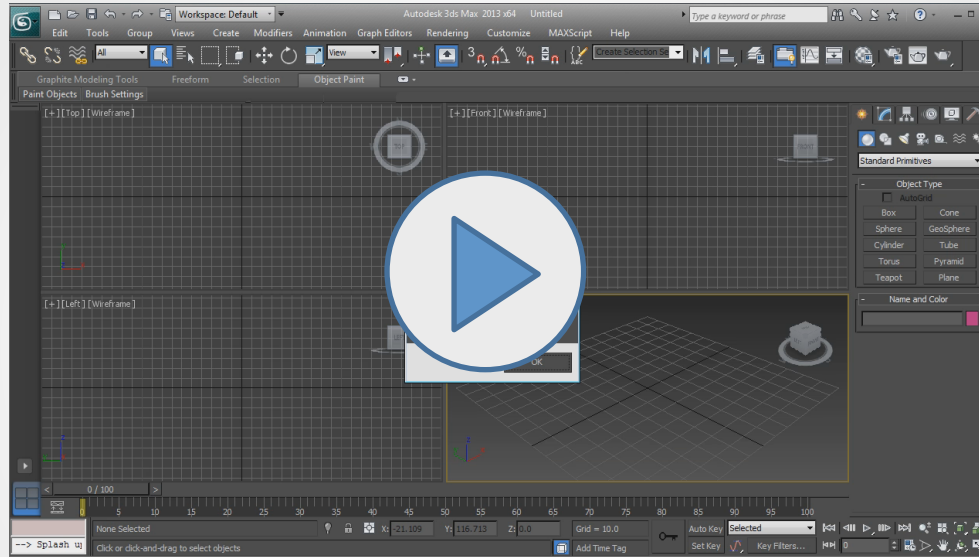 Workspace: Default
Autodesk 3ds Max 2013 x64 Untitled
Type a keyword or phrase
Edit Tools Group Views Create Modifiers Animation Graph Editors Rendering Customize MAXScript Help
All
View
Create Selection Se
Graphite Modeling Tools Freeform Selection Object Paint
Paint Objects Brush Settings
[+][Top][Wireframe]
TOP
[+][Front][Wireframe]
FRONT
Standard Primitives
- Object Type
AutoGrid
Box Cone
Sphere GeoSphere
Cylinder Tube
Torus Pyramid
Teapot Plane
- Name and Color
[+][Left][Wireframe]
OK
< 0 / 100 >
0 5 10 15 20 25 30 35 40 45 50 55 60 65 70 75 80 85 90 95 100
None Selected
X: -21.109 Y: 116.713 Z: 0.0 Grid = 10.0
Auto Key Selected
--> Splash uj
Click or click-and-drag to select objects
Add Time Tag
Set Key Key Filters... 0